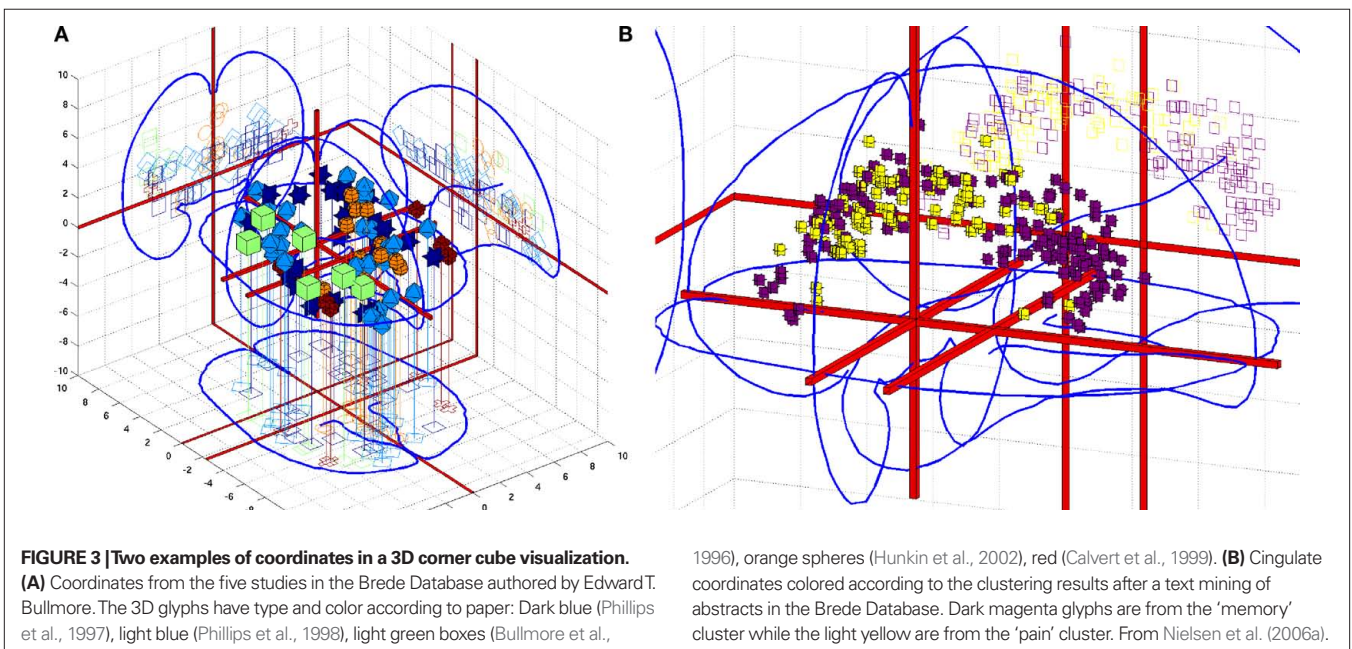 A
B
10
8
6
4
2
0
-2
-4
-6
-8
-10
10
8
6
4
2
0
-2
-4
-6
-8
0
2
4
6
8
10
FIGURE 3 | Two examples of coordinates in a 3D corner cube visualization.
(A) Coordinates from the five studies in the Brede Database authored by Edward T.
Bullmore. The 3D glyphs have type and color according to paper: Dark blue (Phillips
et al., 1997), light blue (Phillips et al., 1998), light green boxes (Bullmore et al.,
1996), orange spheres (Hunkin et al., 2002), red (Calvert et al., 1999). (B) Cingulate
coordinates colored according to the clustering results after a text mining of
abstracts in the Brede Database. Dark magenta glyphs are from the ‘memory’
cluster while the light yellow are from the ‘pain’ cluster. From Nielsen et al. (2006a).